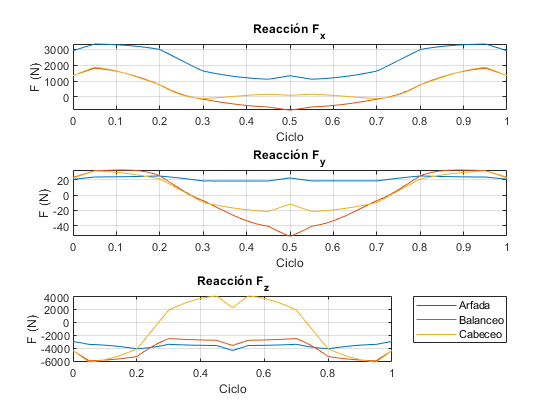 Reacción F_x
3000
2000
1000
0
F (N)
0 0.1 0.2 0.3 0.4 0.5 0.6 0.7 0.8 0.9 1
Ciclo
Reacción F_y
20
0
-20
-40
F (N)
0 0.1 0.2 0.3 0.4 0.5 0.6 0.7 0.8 0.9 1
Ciclo
Reacción F_z
4000
2000
0
-2000
-4000
-6000
F (N)
0 0.2 0.4 0.6 0.8 1
Ciclo
Arfada
Balanceo
Cabeceo